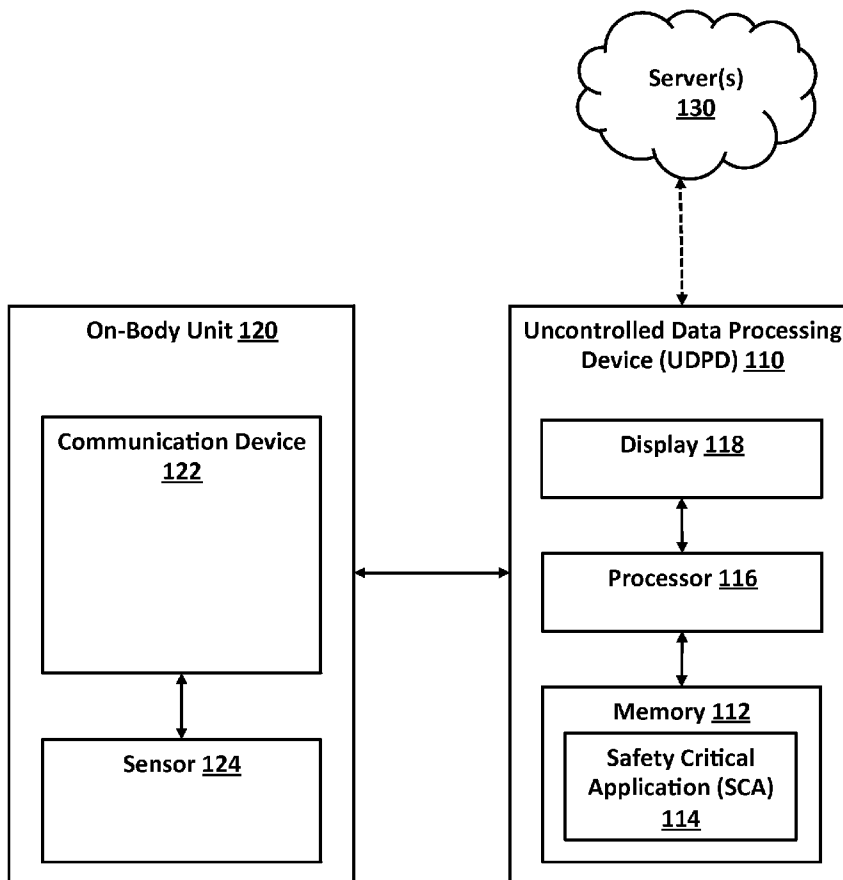 Server(s)
130
On-Body Unit 120
Communication Device
122
Sensor 124
Uncontrolled Data Processing
Device (UDPD) 110
Display 118
Processor 116
Memory 112
Safety Critical
Application (SCA)
114